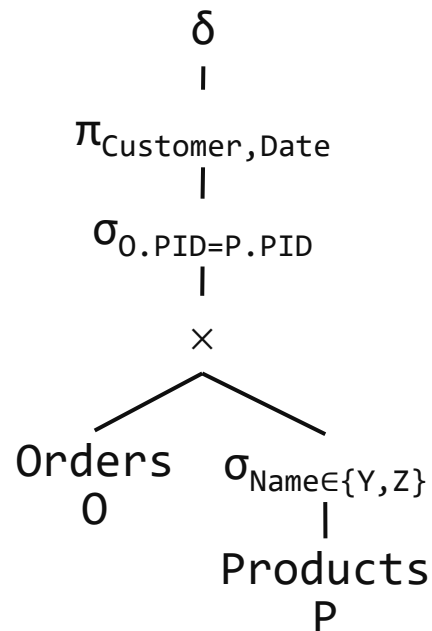 δ
π Customer,Date
σ O.PID=P.PID
×
Orders
O
σ Name∈{Y,Z}
Products
P